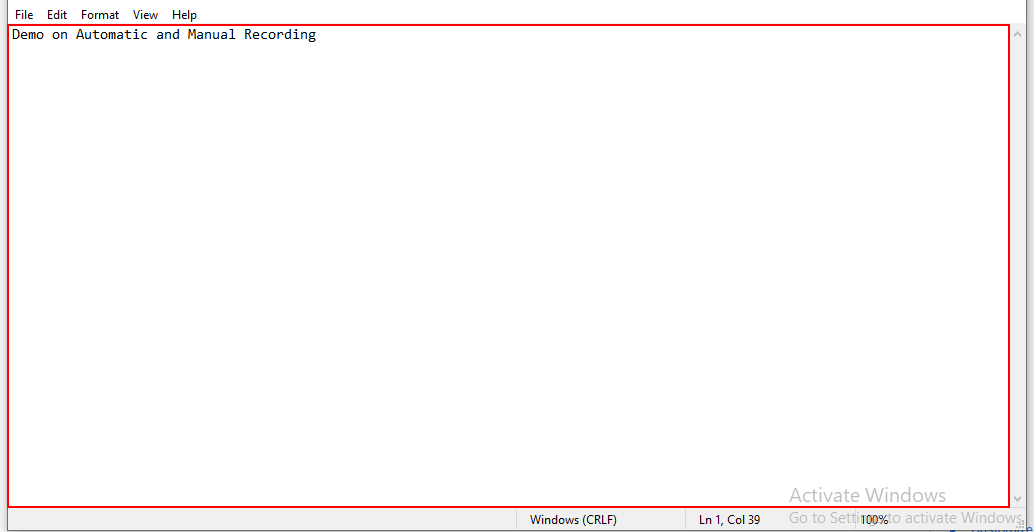 File Edit Format View Help
Demo on Automatic and Manual Recording
Activate Windows
Go to Settings to activate Windows.
Windows (CRLF) Ln 1, Col 39 100%